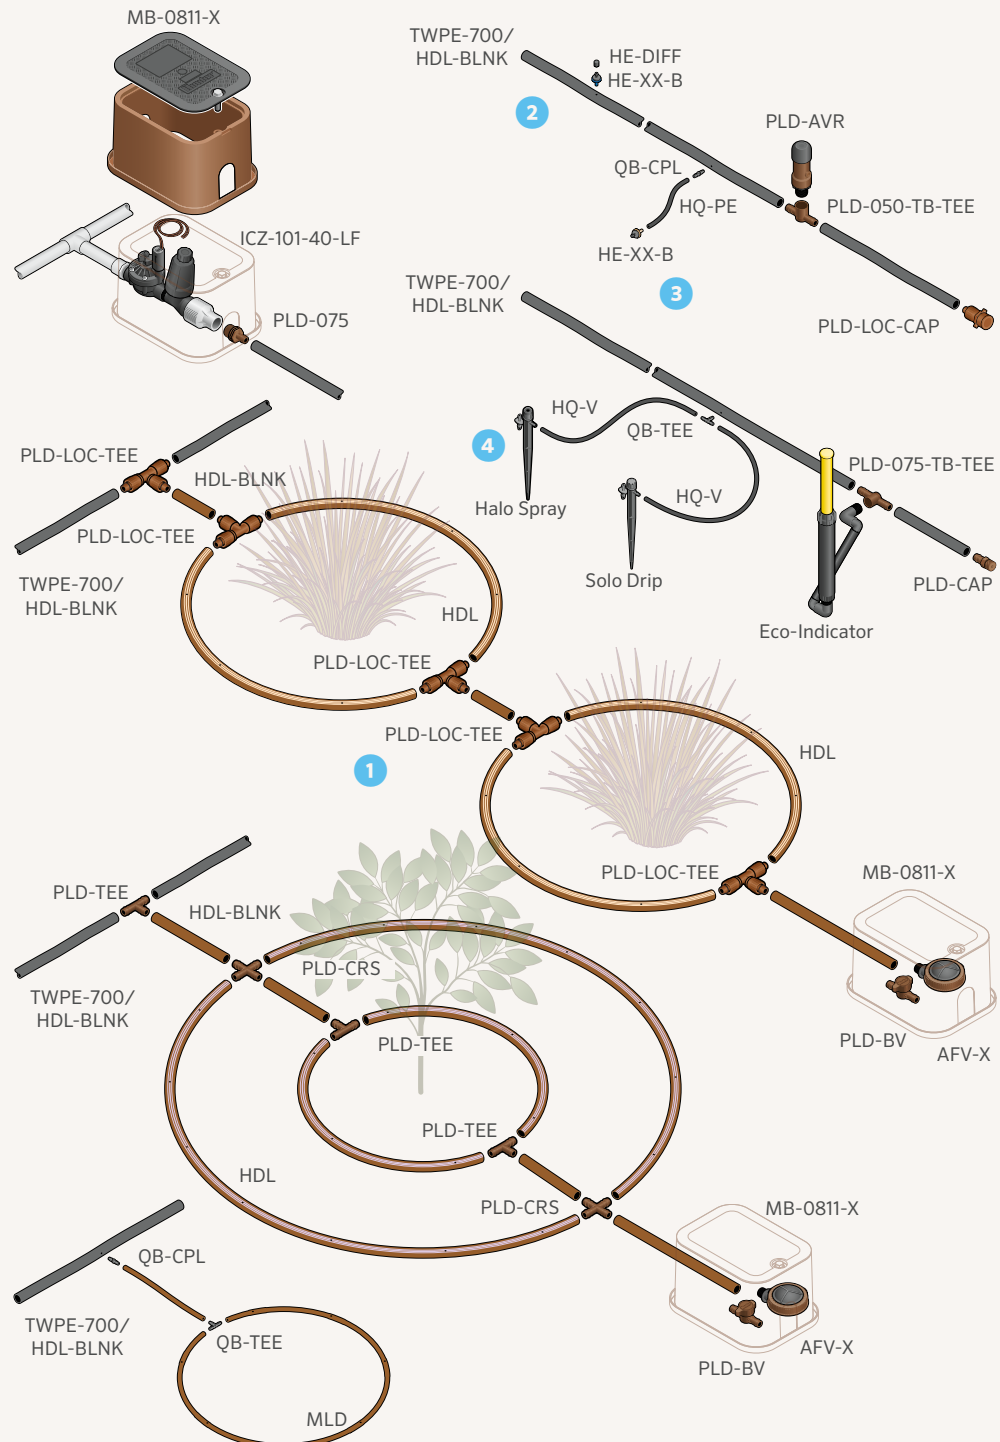 MB-0811-X
ICZ-101-40-LF
PLD-075
TWPE-700/
HDL-BLNK
HE-DIFF
HE-XX-B
2
PLD-AVR
QB-CPL
HQ-PE
PLD-050-TB-TEE
HE-XX-B
3
PLD-LOC-CAP
TWPE-700/
HDL-BLNK
HQ-V
QB-TEE
4
HQ-V
Halo Spray
Solo Drip
PLD-075-TB-TEE
PLD-CAP
Eco-Indicator
PLD-LOC-TEE
HDL-BLNK
PLD-LOC-TEE
TWPE-700/
HDL-BLNK
HDL
PLD-LOC-TEE
PLD-LOC-TEE
1
HDL
PLD-LOC-TEE
MB-0811-X
PLD-BV
AFV-X
PLD-TEE
HDL-BLNK
PLD-CRS
TWPE-700/
HDL-BLNK
PLD-TEE
PLD-TEE
HDL
PLD-CRS
MB-0811-X
AFV-X
PLD-BV
QB-CPL
TWPE-700/
HDL-BLNK
QB-TEE
MLD